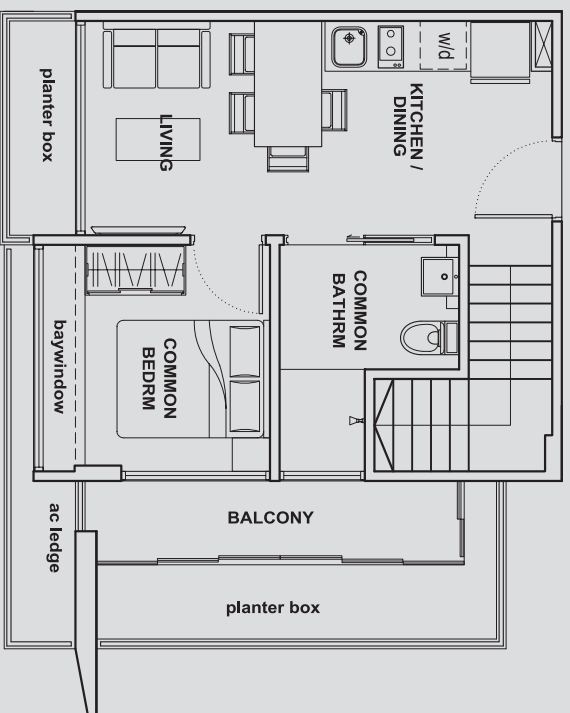 planter box
LIVING
KITCHEN /
DINING
w/d
COMMON
BATHRM
COMMON
BEDRM
baywindow
ac ledge
BALCONY
planter box